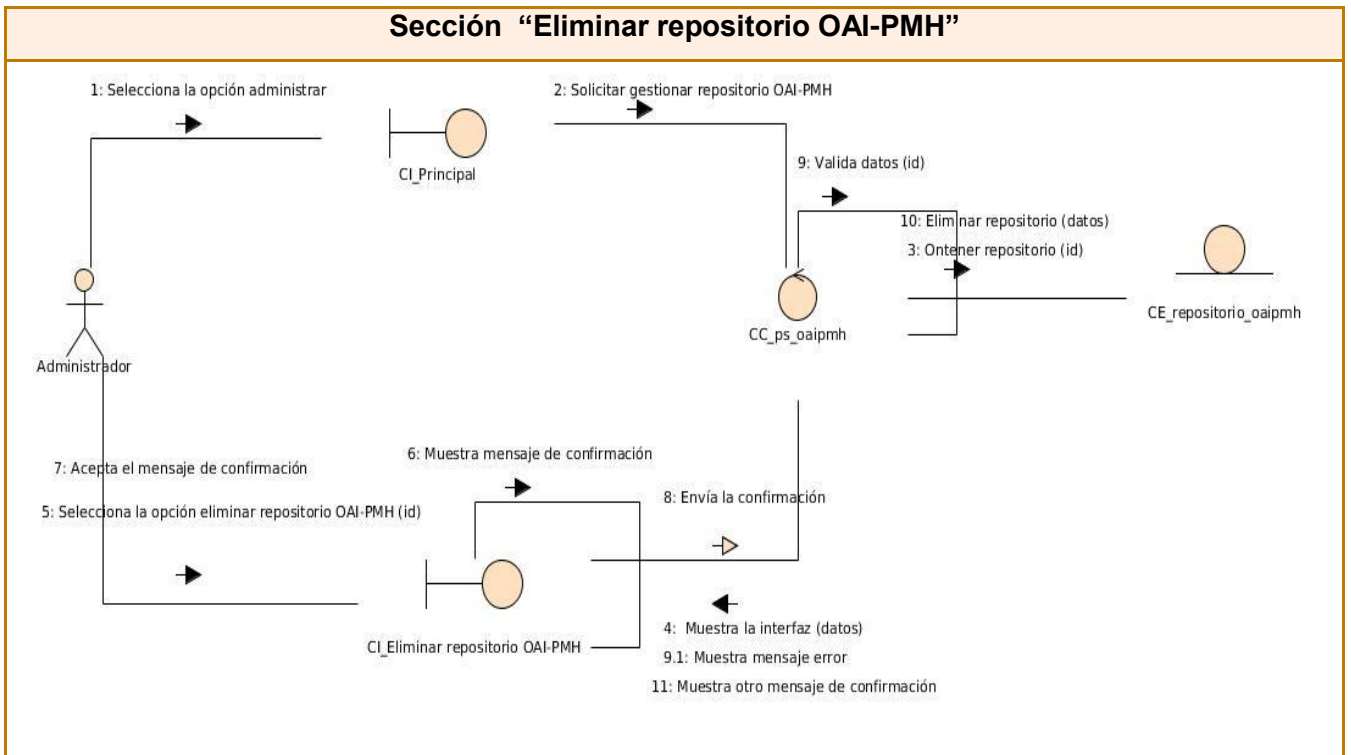 Sección “Eliminar repositorio OAI-PMH”
1: Selecciona la opción administrar
2: Solicitar gestionar repositorio OAI-PMH
CI_Principal
9: Valida datos (id)
10: Eliminar repositorio (datos)
3: Ontener repositorio (id)
CC_ps_oaipmh
CE_repositorio_oaipmh
Administrador
7: Acepta el mensaje de confirmación
6: Muestra mensaje de confirmación
8: Envía la confirmación
5: Selecciona la opción eliminar repositorio OAI-PMH (id)
CI_Eliminar repositorio OAI-PMH
4: Muestra la interfaz (datos)
9.1: Muestra mensaje error
11: Muestra otro mensaje de confirmación